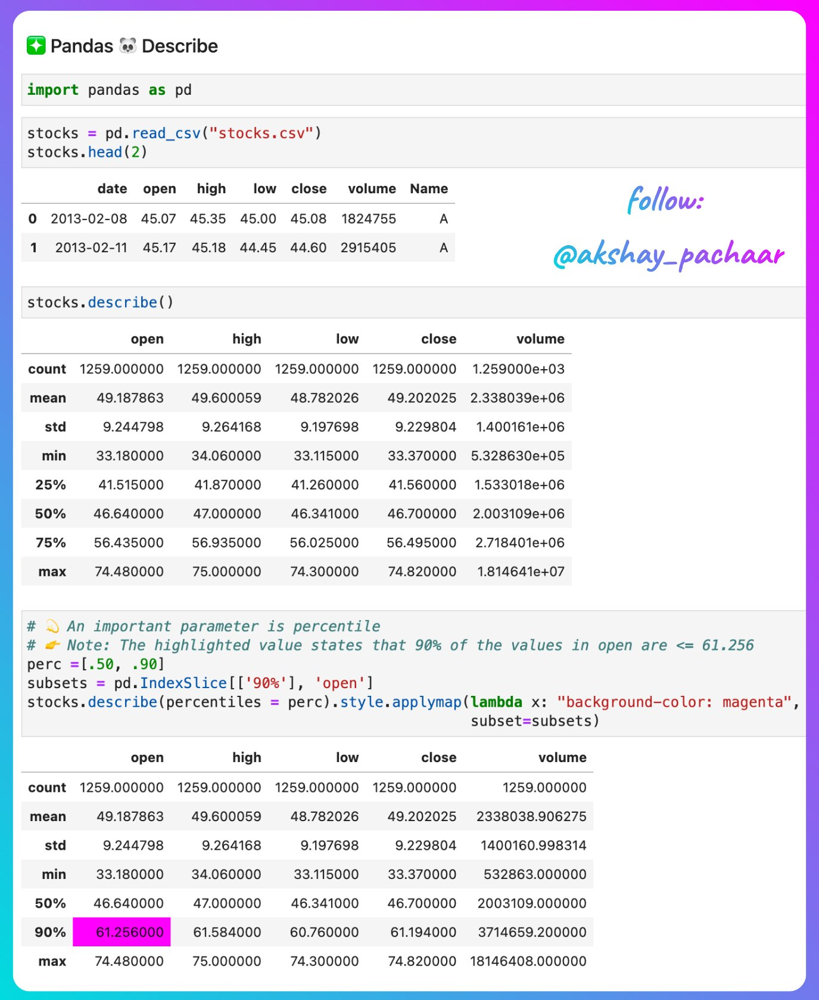 Pandas 🐼 Describe
import pandas as pd
stocks = pd.read_csv("stocks.csv")
stocks.head(2)
date open high low close volume Name
0 2013-02-08 45.07 45.35 45.00 45.08 1824755 A
1 2013-02-11 45.17 45.18 44.45 44.60 2915405 A
follow:
@akshay_pachaar
stocks.describe()
open high low close volume
count 1259.000000 1259.000000 1259.000000 1259.000000 1.259000e+03
mean 49.187863 49.600059 48.782026 49.202025 2.338039e+06
std 9.244798 9.264168 9.197698 9.229804 1.400161e+06
min 33.180000 34.060000 33.115000 33.370000 5.328630e+05
25% 41.515000 41.870000 41.260000 41.560000 1.533018e+06
50% 46.640000 47.000000 46.341000 46.700000 2.003109e+06
75% 56.435000 56.935000 56.025000 56.495000 2.718401e+06
max 74.480000 75.000000 74.300000 74.820000 1.814641e+07
# 💫 An important parameter is percentile
# 👉 Note: The highlighted value states that 90% of the values in open are <= 61.256
perc =[.50, .90]
subsets = pd.IndexSlice[['90%'], 'open']
stocks.describe(percentiles = perc).style.applymap(lambda x: "background-color: magenta",
subset=subsets)
open high low close volume
count 1259.000000 1259.000000 1259.000000 1259.000000 1259.000000
mean 49.187863 49.600059 48.782026 49.202025 2338038.906275
std 9.244798 9.264168 9.197698 9.229804 1400160.998314
min 33.180000 34.060000 33.115000 33.370000 532863.000000
50% 46.640000 47.000000 46.341000 46.700000 2003109.000000
90% 61.256000 61.584000 60.760000 61.194000 3714659.200000
max 74.480000 75.000000 74.300000 74.820000 18146408.000000